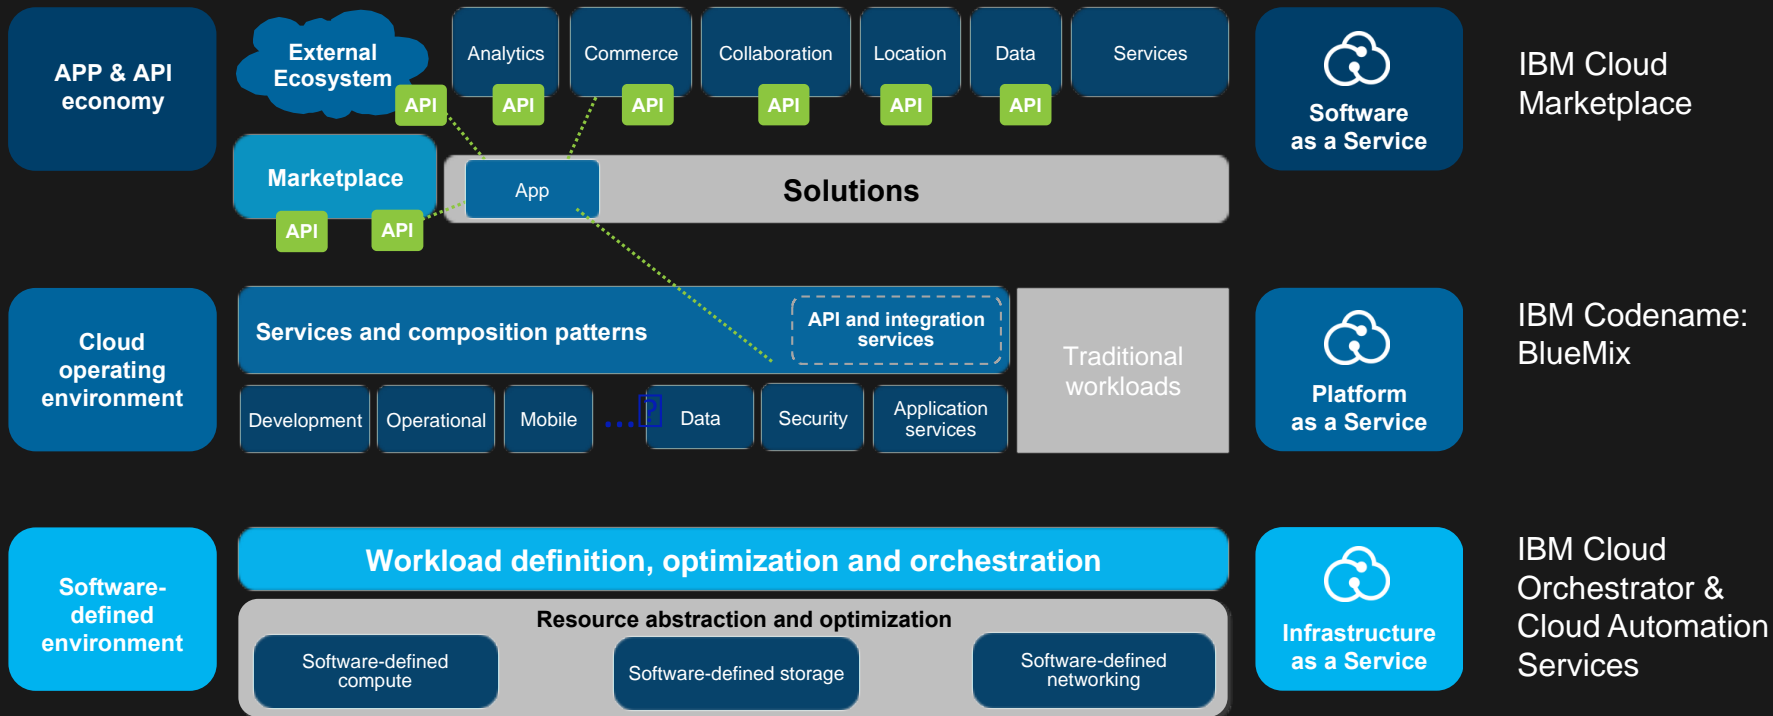 APP & API
economy
External
Ecosystem
API
Analytics
API
Commerce
API
Collaboration
API
Location
API
Data
API
Services
Software
as a Service
IBM Cloud
Marketplace
Marketplace
API
API
App
Solutions
Cloud
operating
environment
Services and composition patterns
API and integration
services
Traditional
workloads
Development
Operational
Mobile
...
Data
Security
Application
services
Platform
as a Service
IBM Codename:
BlueMix
Software-
defined
environment
Workload definition, optimization and orchestration
Resource abstraction and optimization
Software-defined
compute
Software-defined storage
Software-defined
networking
Infrastructure
as a Service
IBM Cloud
Orchestrator &
Cloud Automation
Services